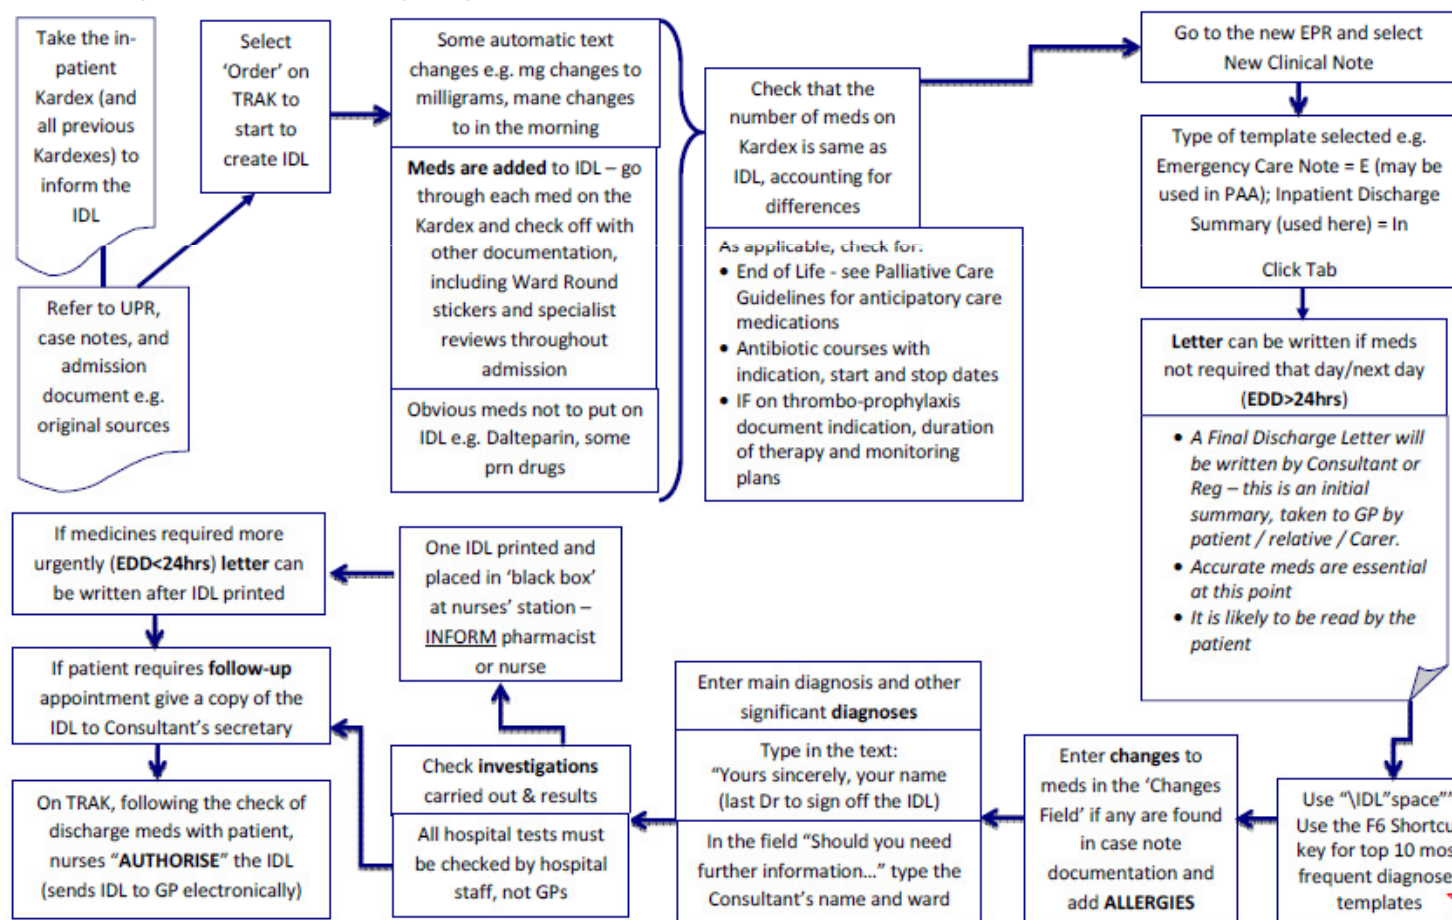 Take the in-
patient
Kardex (and
all previous
Kardexes) to
inform the
IDL
Refer to UPR,
case notes, and
admission
document e.g.
original sources
Select
‘Order’ on
TRAK to
start to
create IDL
Some automatic text
changes e.g. mg changes to
milligrams, mane changes
to in the morning
Meds are added to IDL – go
through each med on the
Kardex and check off with
other documentation,
including Ward Round
stickers and specialist
reviews throughout
admission
Obvious meds not to put on
IDL e.g. Dalteparin, some
prn drugs
Check that the
number of meds on
Kardex is same as
IDL, accounting for
differences
As applicable, check for:
• End of Life - see Palliative Care
Guidelines for anticipatory care
medications
• Antibiotic courses with
indication, start and stop dates
• IF on thrombo-prophylaxis
document indication, duration
of therapy and monitoring
plans
Go to the new EPR and select
New Clinical Note
Type of template selected e.g.
Emergency Care Note = E (may be
used in PAA); Inpatient Discharge
Summary (used here) = In
Click Tab
Letter can be written if meds
not required that day/next day
(EDD>24hrs)
• A Final Discharge Letter will
be written by Consultant or
Reg – this is an initial
summary, taken to GP by
patient / relative / Carer.
• Accurate meds are essential
at this point
• It is likely to be read by the
patient
Use “\IDL”space””
Use the F6 Shortcu
key for top 10 mos
frequent diagnose
templates
Enter changes to
meds in the ‘Changes
Field’ if any are found
in case note
documentation and
add ALLERGIES
Enter main diagnosis and other
significant diagnoses
Type in the text:
“Yours sincerely, your name
(last Dr to sign off the IDL)
In the field “Should you need
further information…” type the
Consultant’s name and ward
Check investigations
carried out & results
All hospital tests must
be checked by hospital
staff, not GPs
One IDL printed and
placed in ‘black box’
at nurses’ station –
INFORM pharmacist
or nurse
If medicines required more
urgently (EDD<24hrs) letter can
be written after IDL printed
If patient requires follow-up
appointment give a copy of the
IDL to Consultant’s secretary
On TRAK, following the check of
discharge meds with patient,
nurses “AUTHORISE” the IDL
(sends IDL to GP electronically)